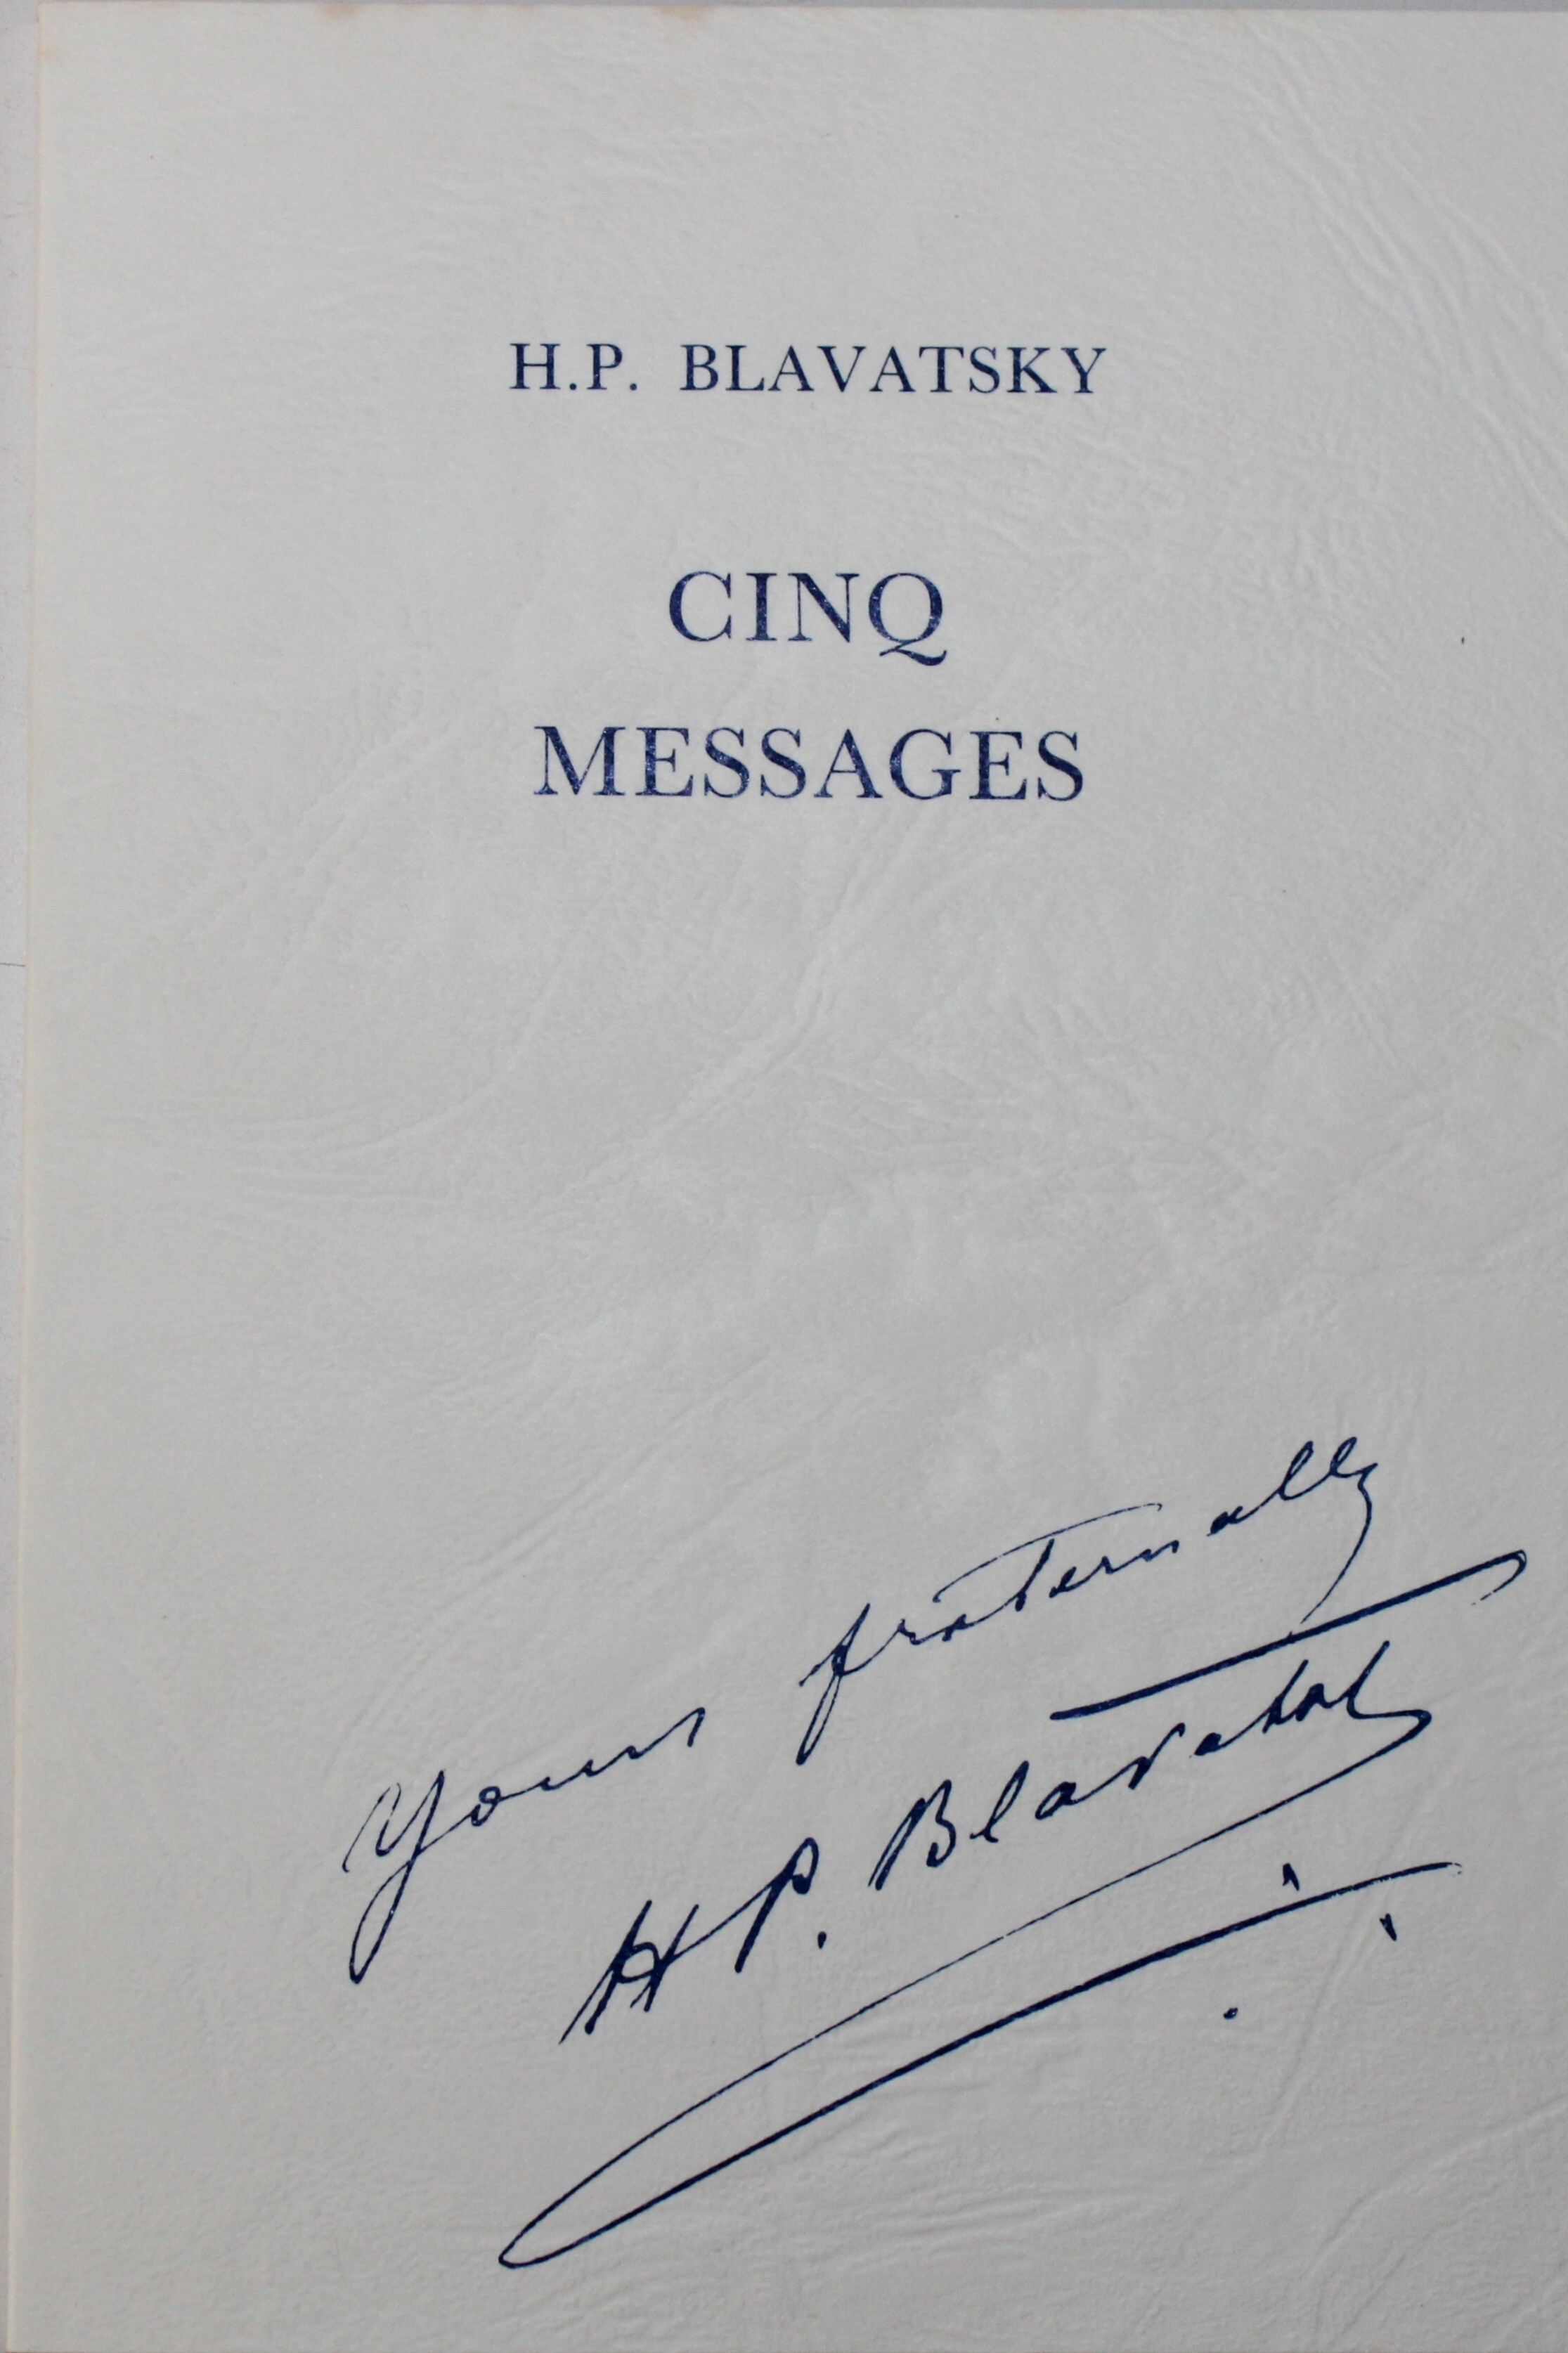 H.P. BLAVATSKY
CINQ
MESSAGES
Yours fraternally
H P. Blavatsky